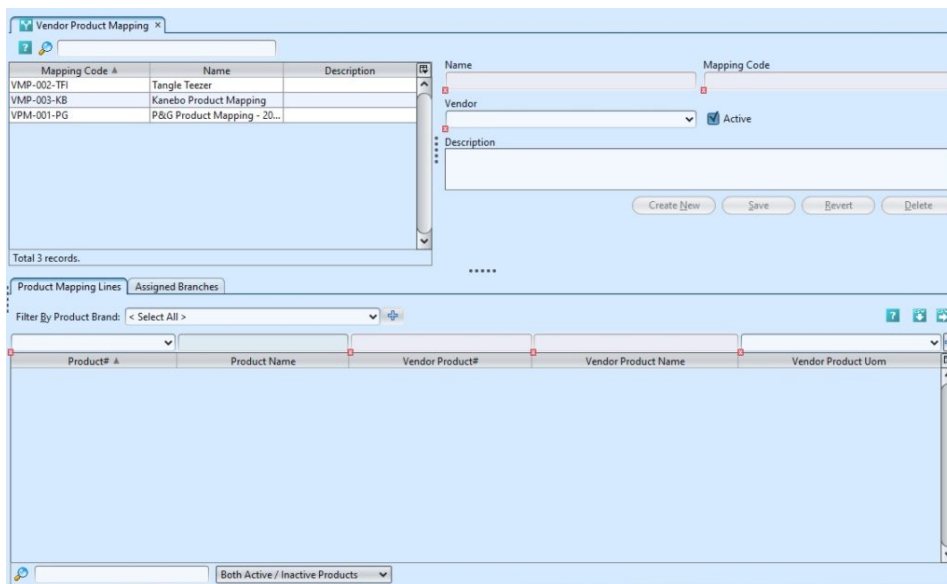 Vendor Product Mapping ×
?
Mapping Code Name Description
VMP-002-TFI Tangle Teezer
VMP-003-KB Kanebo Product Mapping
VPM-001-PG P&G Product Mapping - 20...
Total 3 records.
Name Mapping Code
Vendor
Active
Description
Create New Save Revert Delete
Product Mapping Lines Assigned Branches
Filter By Product Brand: < Select All >
?
Product# Product Name Vendor Product# Vendor Product Name Vendor Product Uom
Both Active / Inactive Products